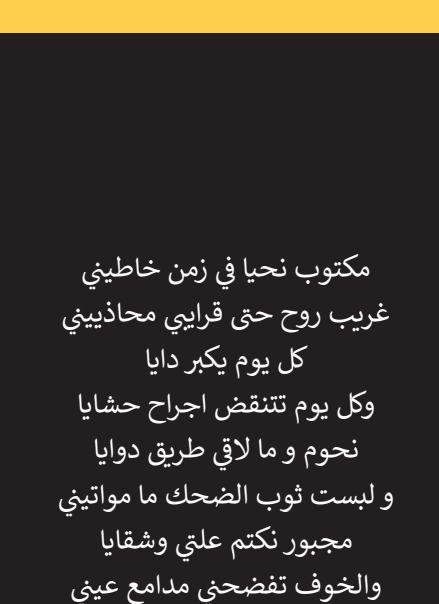 مكتوب نحيا في زمن خاطيني
غريب روح حتى قرايبي محاذييني
كل يوم يكبر دايا
وكل يوم تتنقض اجراح حشايا
نحوم و ما لاقي طريق دوايا
و لبست ثوب الضحك ما مواتيني
مجبور نكتم علتي وشقايا
والخوف تفضحني مدامع عيني